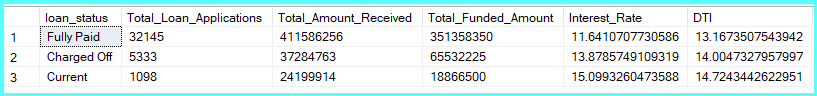 loan_status Total_Loan_Applications Total_Amount_Received Total_Funded_Amount Interest_Rate DTI
1 Fully Paid 32145 411586256 351358350 11.6410707730586 13.1673507543942
2 Charged Off 5333 37284763 65532225 13.8785749109319 14.0047327957997
3 Current 1098 24199914 18866500 15.0993260473588 14.7243442622951